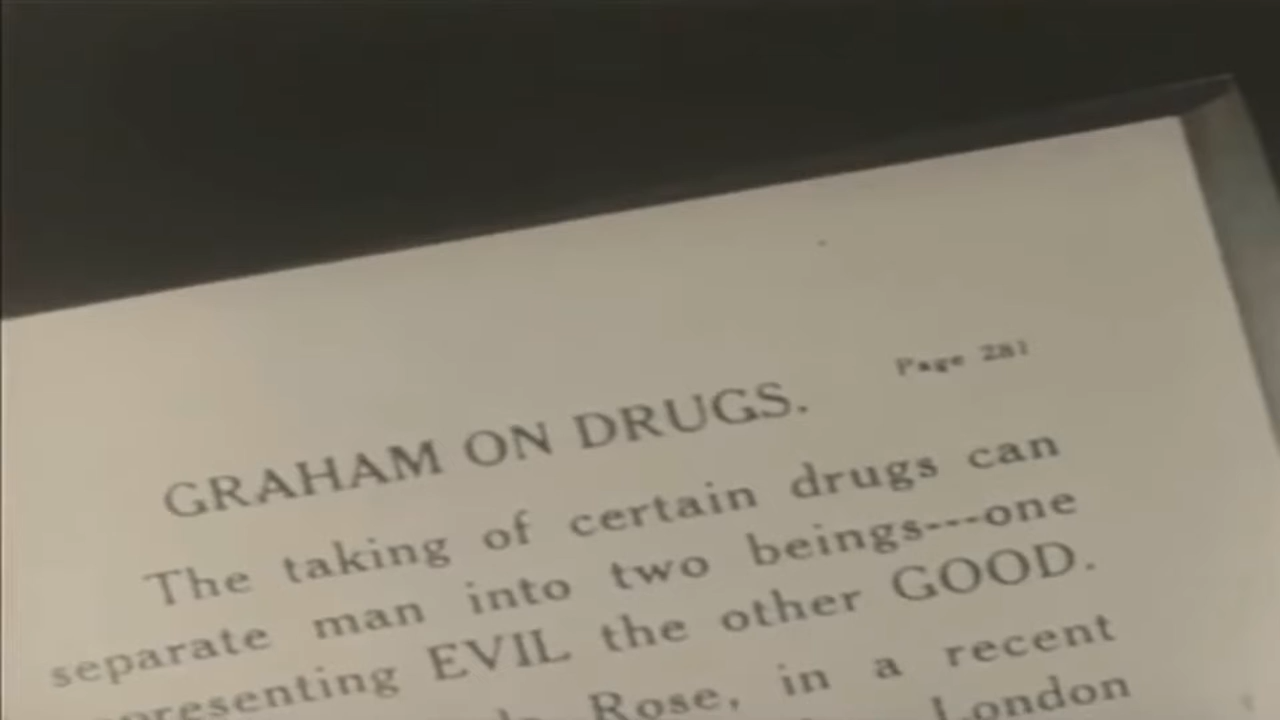 Page 281
GRAHAM ON DRUGS.
The taking of certain drugs can
separate man into two beings---one
EVIL the other GOOD.
Rose, in a recent
London